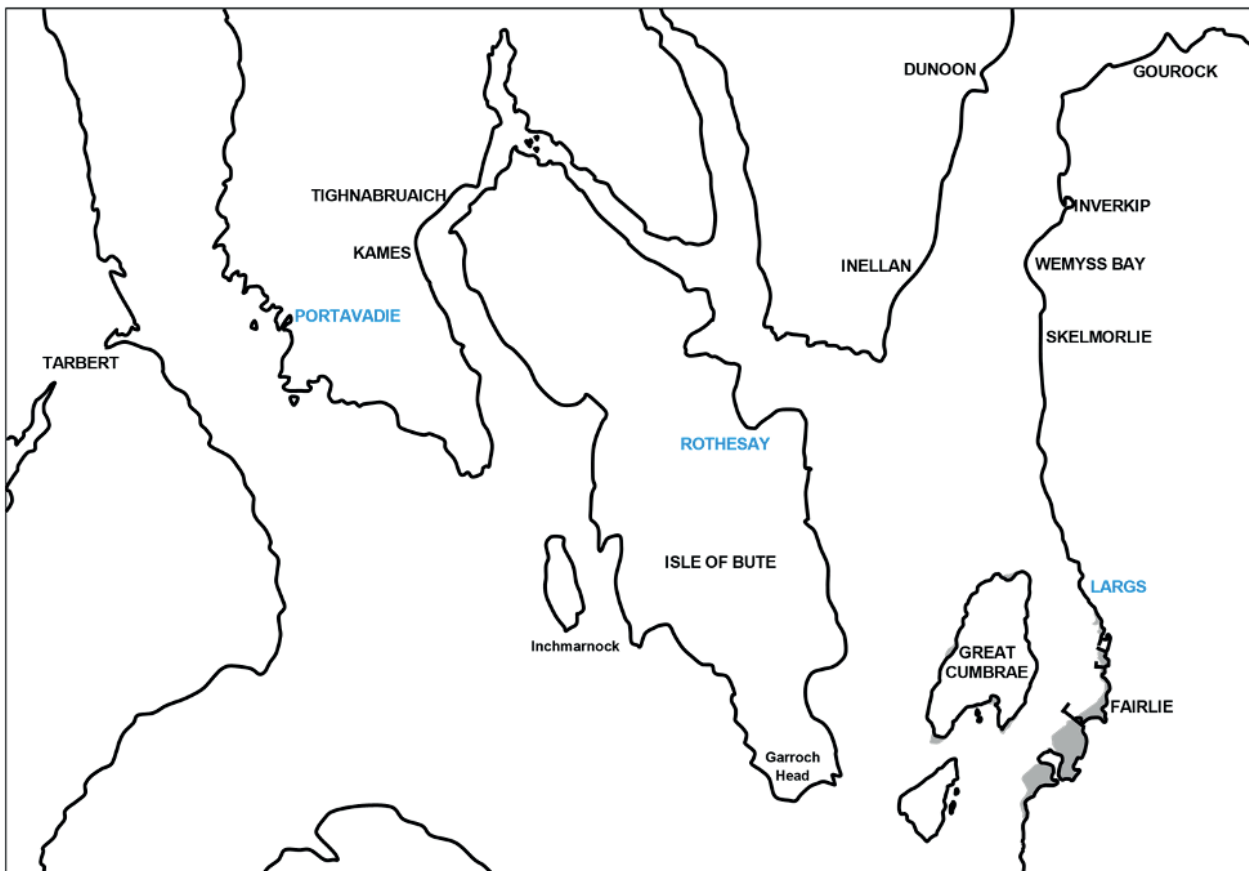 DUNOON
GOUROCK
TIGHNABRUAICH
INVERKIP
KAMES
INELLAN
WEMYSS BAY
PORTAVADIE
SKELMORLIE
TARBERT
ROTHESAY
ISLE OF BUTE
LARGS
Inchmarnock
GREAT
CUMBRAE
FAIRLIE
Garroch
Head